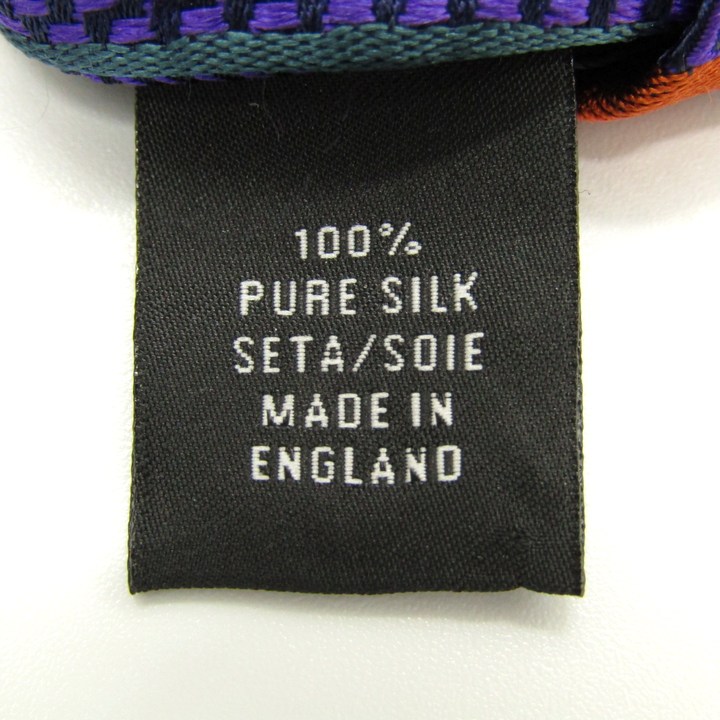 100%
PURE SILK
SETA/SOIE
MADE IN
ENGLAND